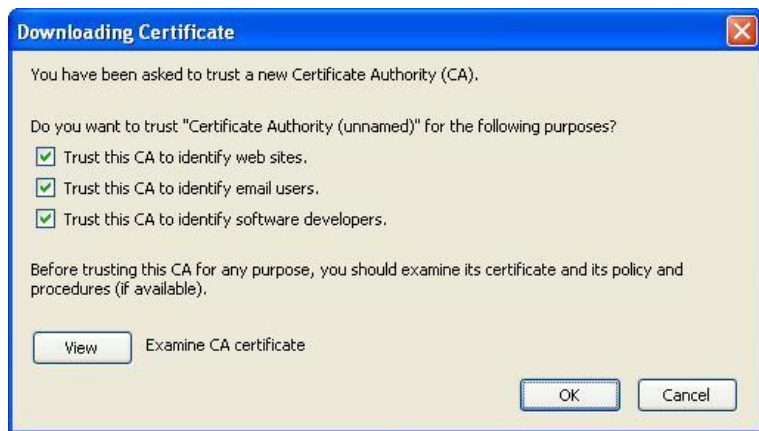 Downloading Certificate
You have been asked to trust a new Certificate Authority (CA).
Do you want to trust "Certificate Authority (unnamed)" for the following purposes?
Trust this CA to identify web sites.
Trust this CA to identify email users.
Trust this CA to identify software developers.
Before trusting this CA for any purpose, you should examine its certificate and its policy and
procedures (if available).
View Examine CA certificate
OK Cancel